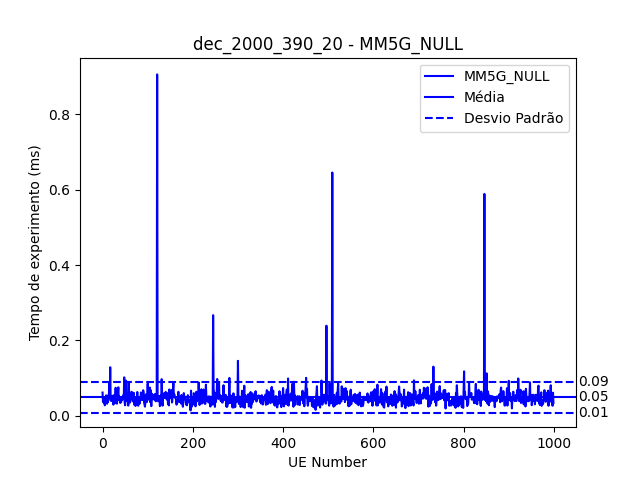 dec_2000_390_20 - MM5G_NULL
MM5G_NULL
Média
Desvio Padrão
Tempo de experimento (ms)
0.8
0.6
0.4
0.2
0.0
0.09
0.05
0.01
0 200 400 600 800 1000
UE Number